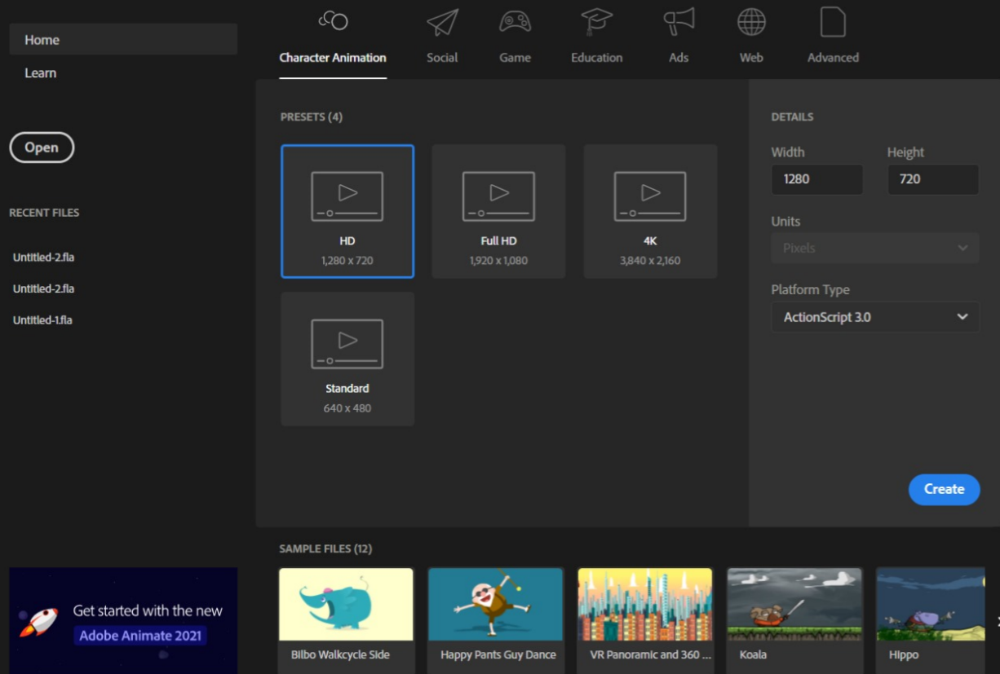 Home
Learn
Open
RECENT FILES
Untitled-2.fla
Untitled-2.fla
Untitled-1.fla
Get started with the new
Adobe Animate 2021
Character Animation
Social
Game
Education
Ads
Web
Advanced
PRESETS (4)
HD
1,280 x 720
Full HD
1,920 x 1,080
4K
3,840 x 2,160
Standard
640 x 480
DETAILS
Width
Height
1280
720
Units
Pixels
Platform Type
ActionScript 3.0
Create
SAMPLE FILES (12)
Bilbo Walkcycle Side
Happy Pants Guy Dance
VR Panoramic and 360 ...
Koala
Hippo